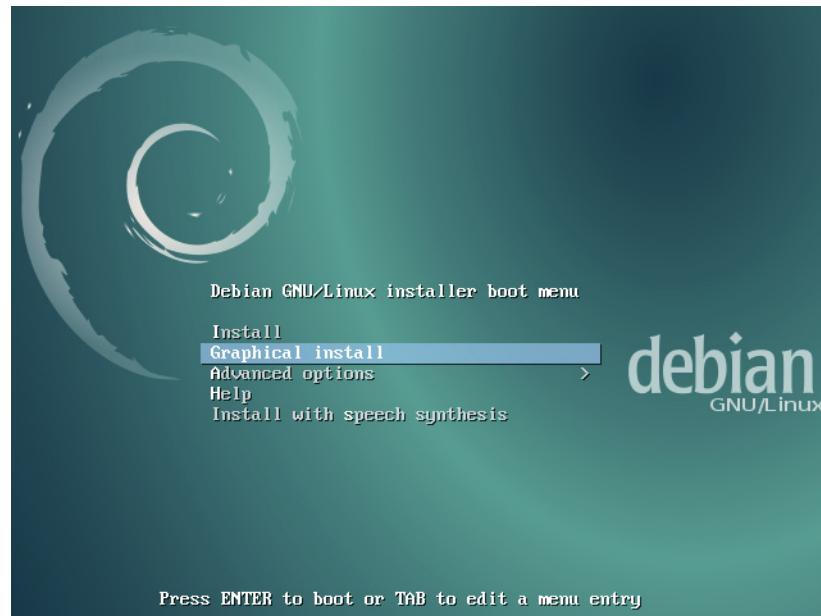 Debian GNU/Linux installer boot menu
Install
Graphical install
Advanced options >
Help
Install with speech synthesis
debian
GNU/Linux
Press ENTER to boot or TAB to edit a menu entry